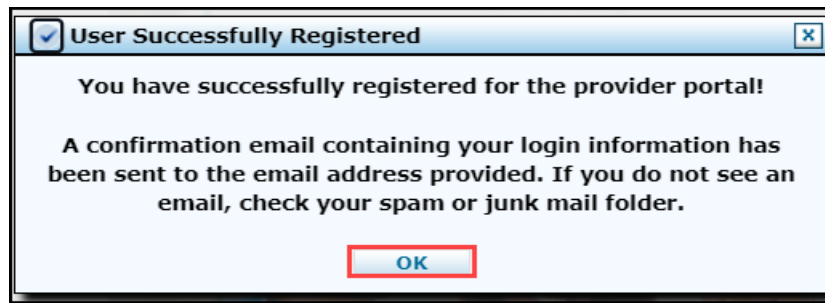 User Successfully Registered
You have successfully registered for the provider portal!
A confirmation email containing your login information has
been sent to the email address provided. If you do not see an
email, check your spam or junk mail folder.
OK